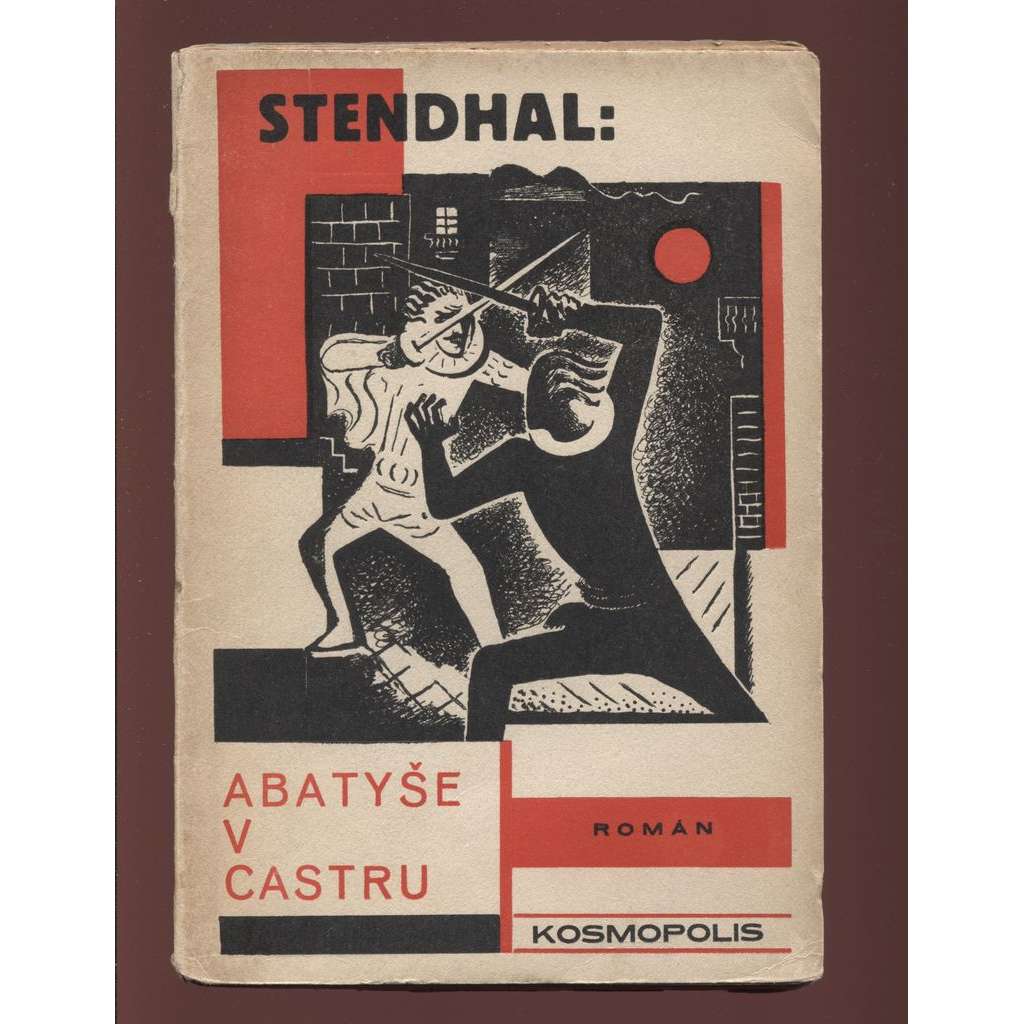 STENDHAL:
ABATYŠE
V
CASTRU
ROMÁN
KOSMOPOLIS